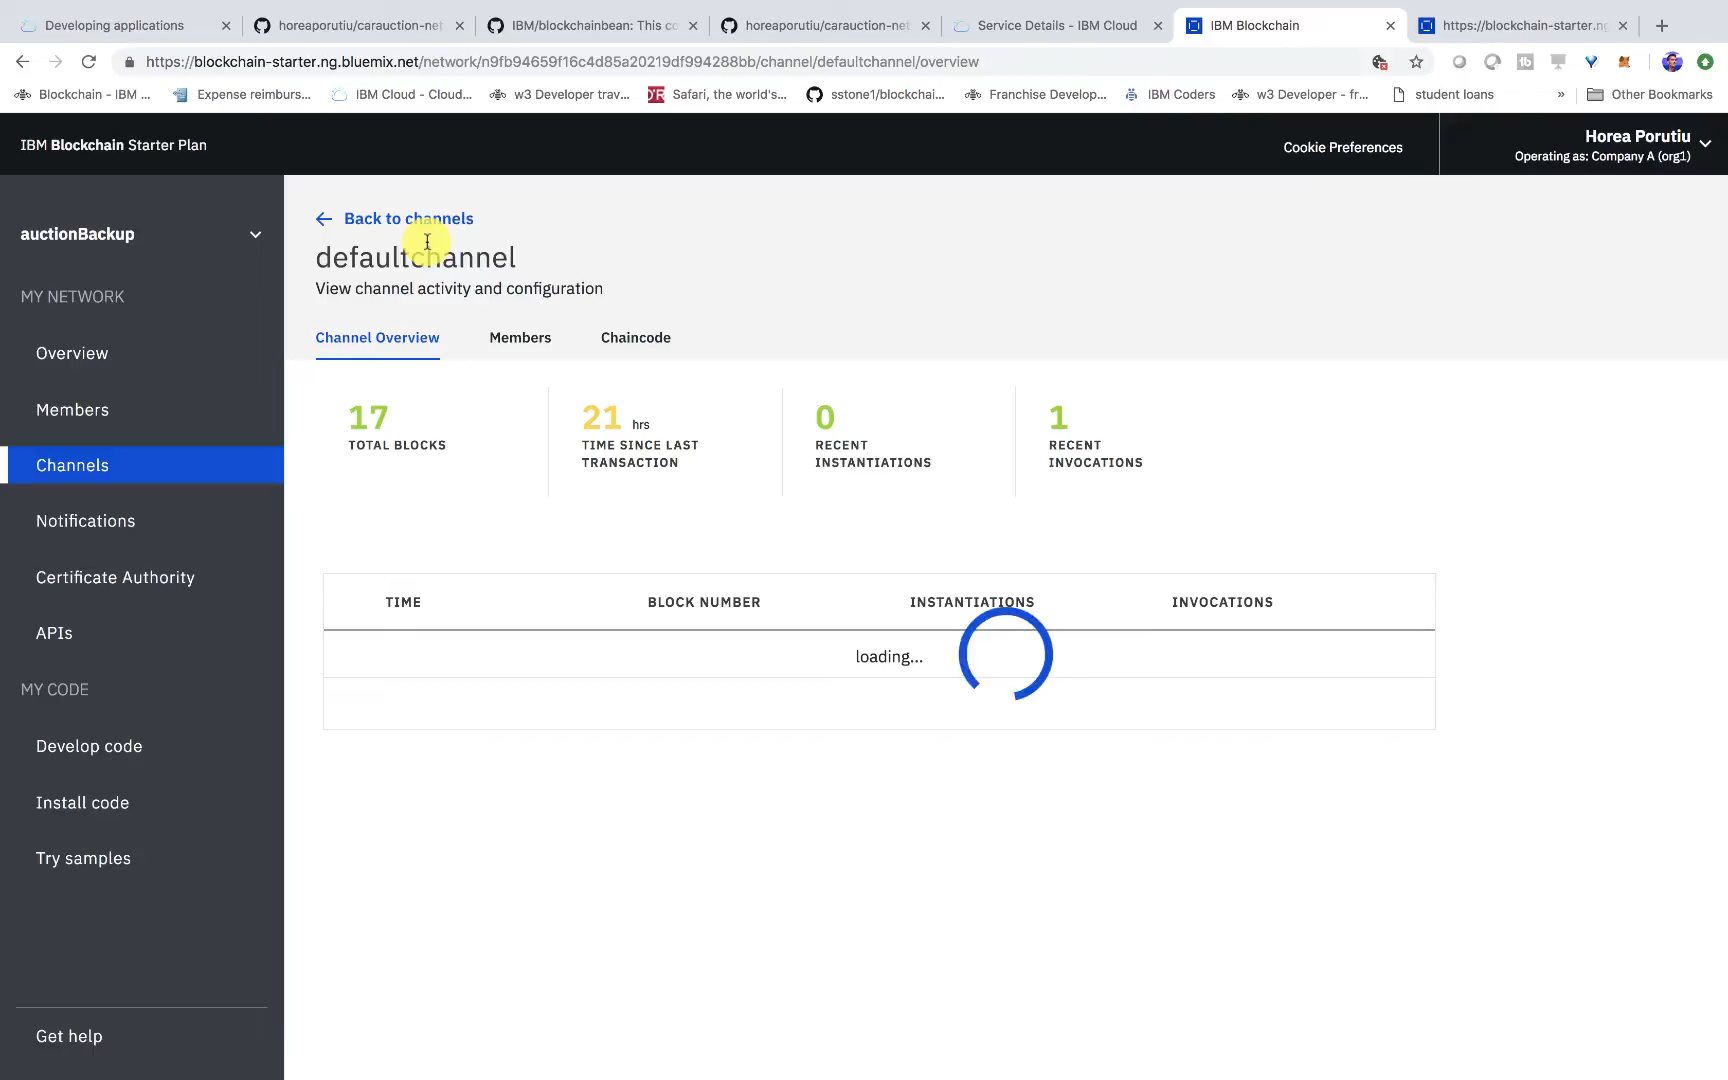 Developing applications
horeaporutiu/carauction-net
IBM/blockchainbean: This co
horeaporutiu/carauction-net
Service Details - IBM Cloud
IBM Blockchain
https://blockchain-starter.ng
https://blockchain-starter.ng.bluemix.net/network/n9fb94659f16c4d85a20219df994288bb/channel/defaultchannel/overview
Blockchain - IBM ...
Expense reimburs...
IBM Cloud - Cloud...
w3 Developer trav...
Safari, the world's...
sstone1/blockchai...
Franchise Develop...
IBM Coders
w3 Developer - fr...
student loans
»
Other Bookmarks
IBM Blockchain Starter Plan
Cookie Preferences
Horea Porutiu
Operating as: Company A (org1)
auctionBackup
MY NETWORK
Overview
Members
Channels
Notifications
Certificate Authority
APIs
MY CODE
Develop code
Install code
Try samples
Get help
Back to channels
defaultchannel
View channel activity and configuration
Channel Overview
Members
Chaincode
17
TOTAL BLOCKS
21 hrs
TIME SINCE LAST
TRANSACTION
0
RECENT
INSTANTIATIONS
1
RECENT
INVOCATIONS
TIME
BLOCK NUMBER
INSTANTIATIONS
INVOCATIONS
loading...